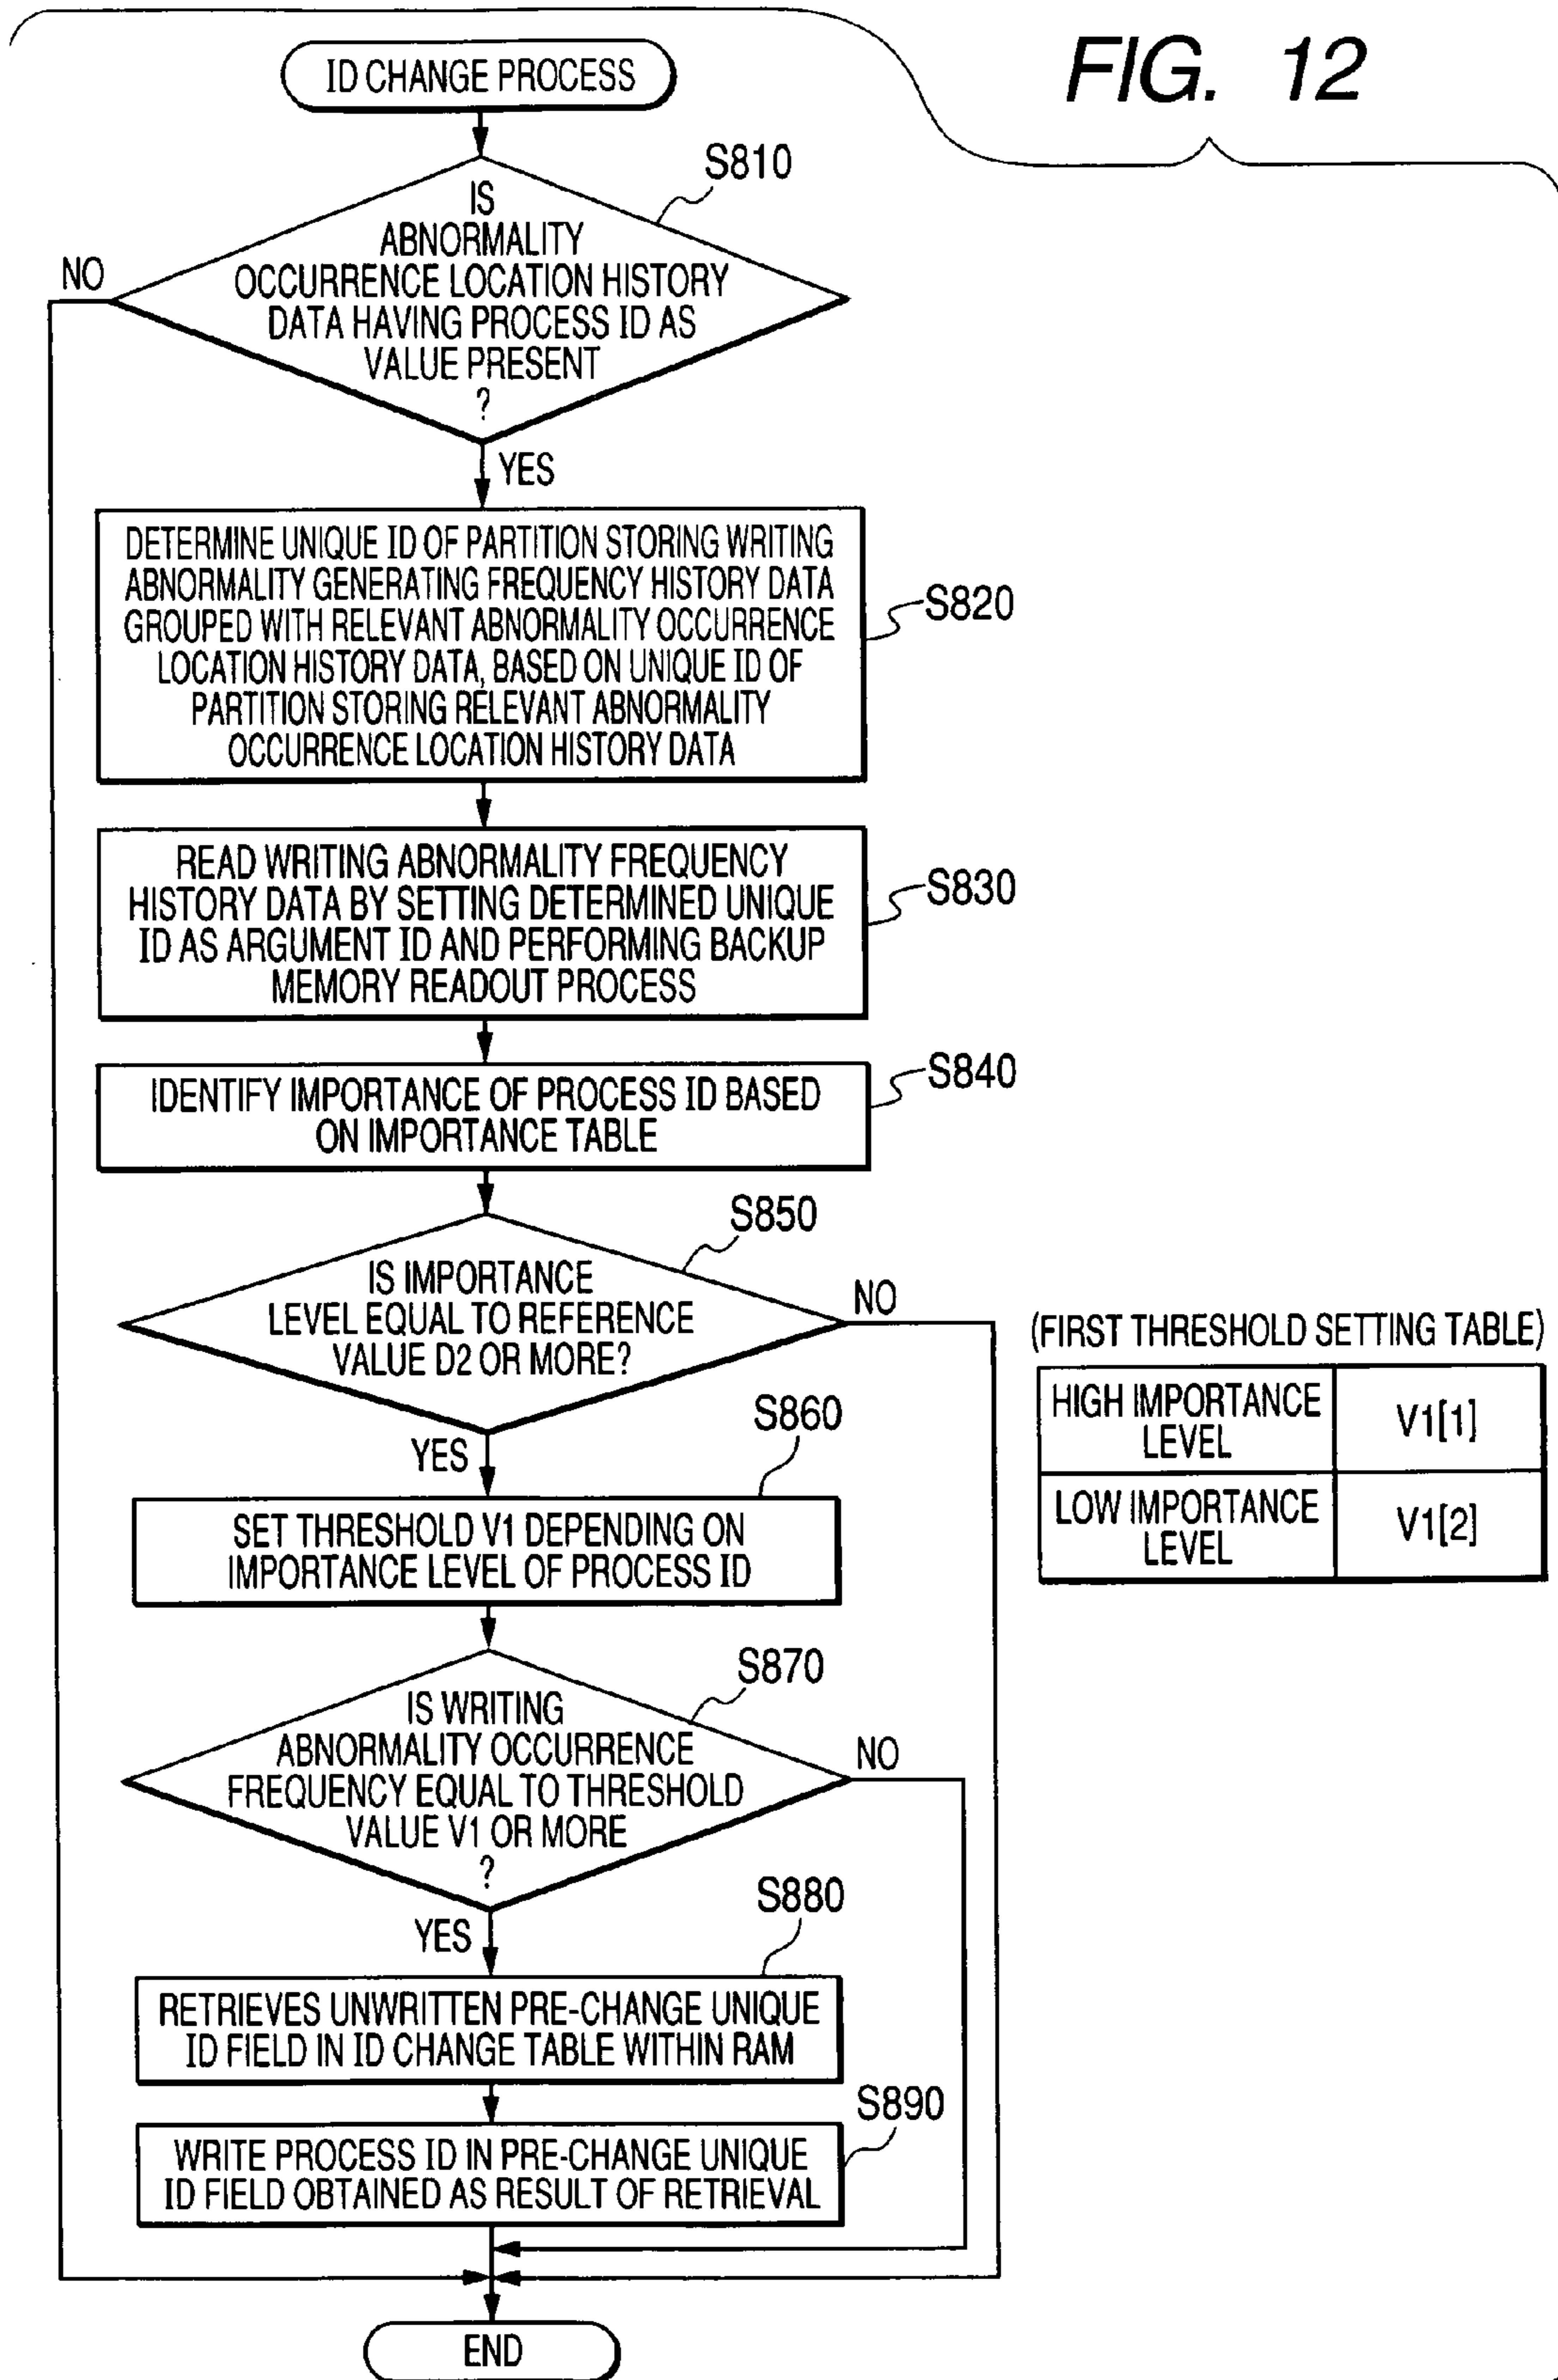 FIG. 12
ID CHANGE PROCESS
S810
IS
ABNORMALITY
OCCURRENCE LOCATION HISTORY
DATA HAVING PROCESS ID AS
VALUE PRESENT
?
NO
YES
DETERMINE UNIQUE ID OF PARTITION STORING WRITING
ABNORMALITY GENERATING FREQUENCY HISTORY DATA
GROUPED WITH RELEVANT ABNORMALITY OCCURRENCE
LOCATION HISTORY DATA, BASED ON UNIQUE ID OF
PARTITION STORING RELEVANT ABNORMALITY
OCCURRENCE LOCATION HISTORY DATA
S820
READ WRITING ABNORMALITY FREQUENCY
HISTORY DATA BY SETTING DETERMINED UNIQUE
ID AS ARGUMENT ID AND PERFORMING BACKUP
MEMORY READOUT PROCESS
S830
IDENTIFY IMPORTANCE OF PROCESS ID BASED
ON IMPORTANCE TABLE
S840
S850
IS IMPORTANCE
LEVEL EQUAL TO REFERENCE
VALUE D2 OR MORE?
NO
YES
(FIRST THRESHOLD SETTING TABLE)
HIGH IMPORTANCE
LEVEL
V1[1]
LOW IMPORTANCE
LEVEL
V1[2]
S860
SET THRESHOLD V1 DEPENDING ON
IMPORTANCE LEVEL OF PROCESS ID
S870
IS WRITING
ABNORMALITY OCCURRENCE
FREQUENCY EQUAL TO THRESHOLD
VALUE V1 OR MORE
?
NO
YES
S880
RETRIEVES UNWRITTEN PRE-CHANGE UNIQUE
ID FIELD IN ID CHANGE TABLE WITHIN RAM
S890
WRITE PROCESS ID IN PRE-CHANGE UNIQUE
ID FIELD OBTAINED AS RESULT OF RETRIEVAL
END